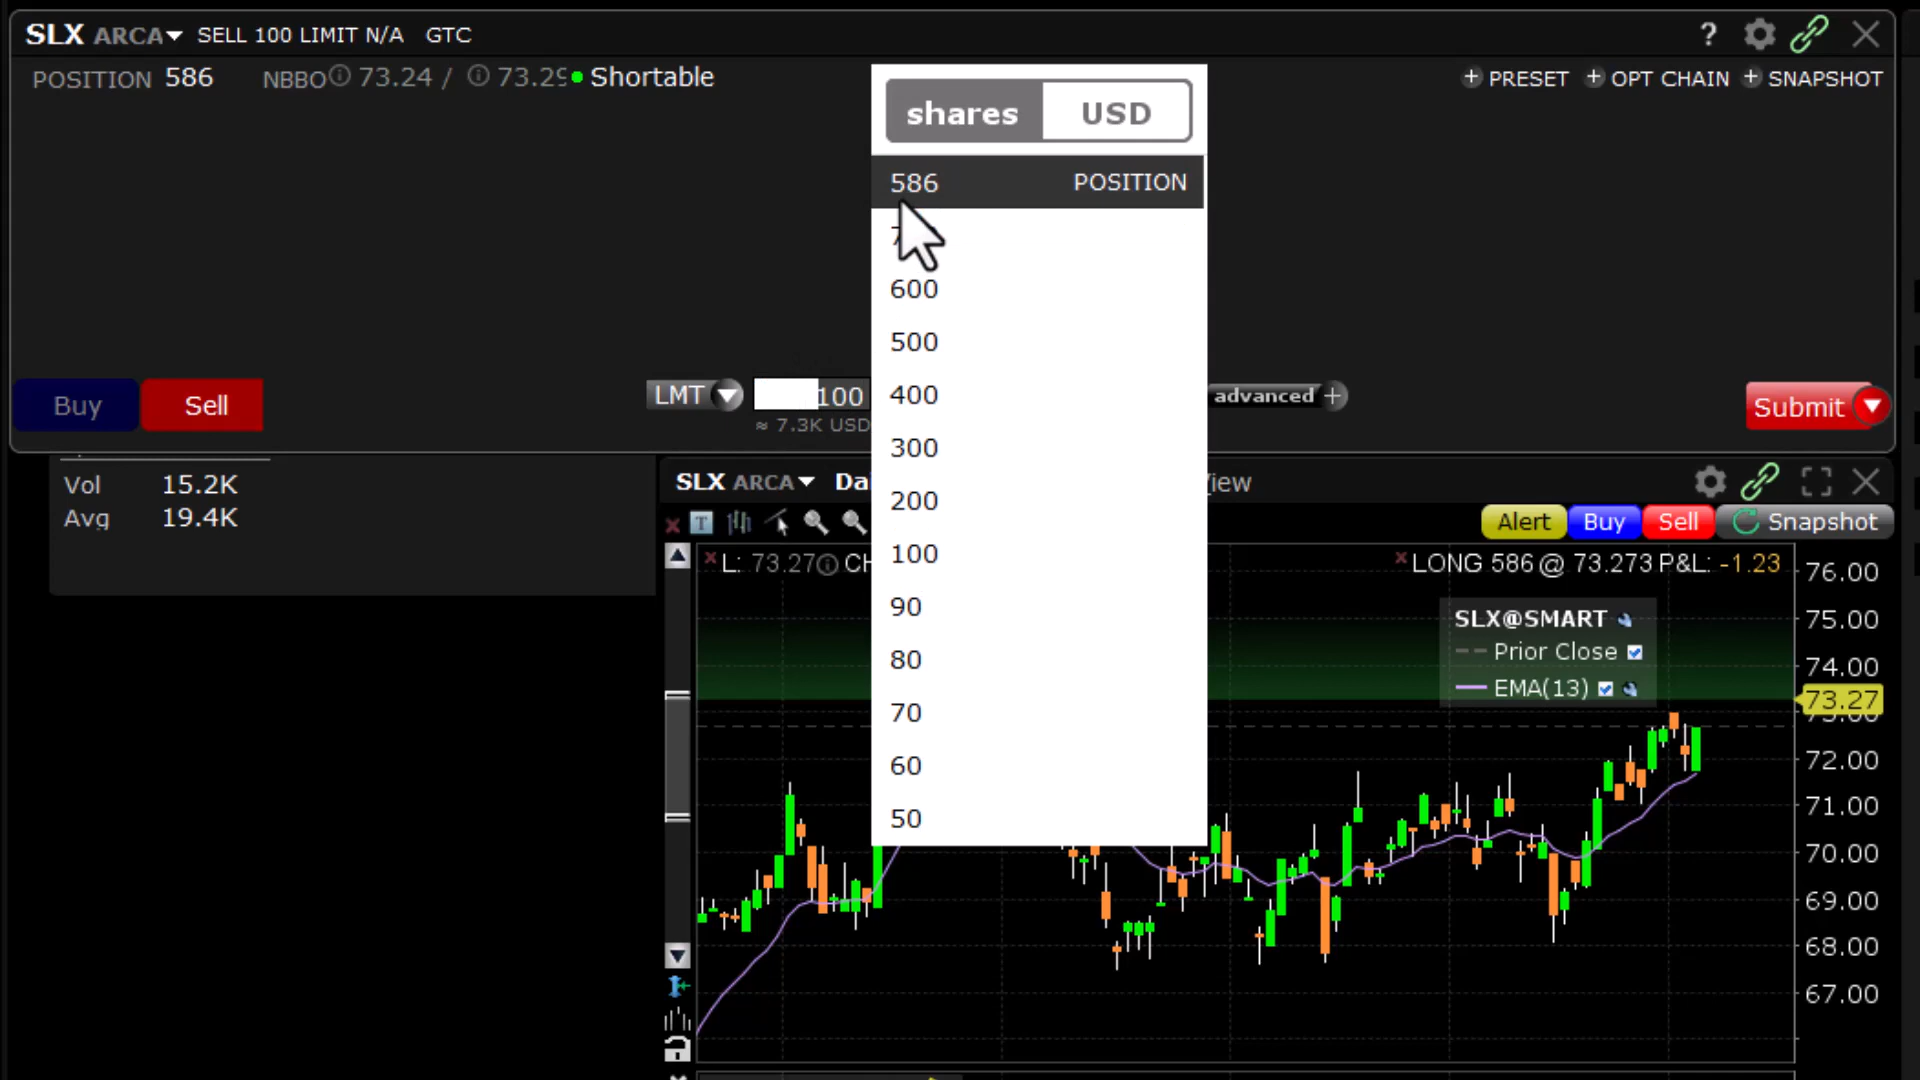 SLX ARCA SELL 100 LIMIT N/A GTC
?
POSITION 586 NBBO 73.24 / 73.29 Shortable
+ PRESET + OPT CHAIN + SNAPSHOT
shares USD
586 POSITION
600
500
400
300
200
100
90
80
70
60
50
Buy Sell
LMT 100 advanced +
≈ 7.3K USD
Submit
Vol 15.2K
Avg 19.4K
SLX ARCA
Alert Buy Sell Snapshot
L: 73.27
LONG 586 @ 73.273 P&L: -1.23
SLX@SMART
Prior Close
EMA(13)
76.00
75.00
74.00
73.27
73.00
72.00
71.00
70.00
69.00
68.00
67.00